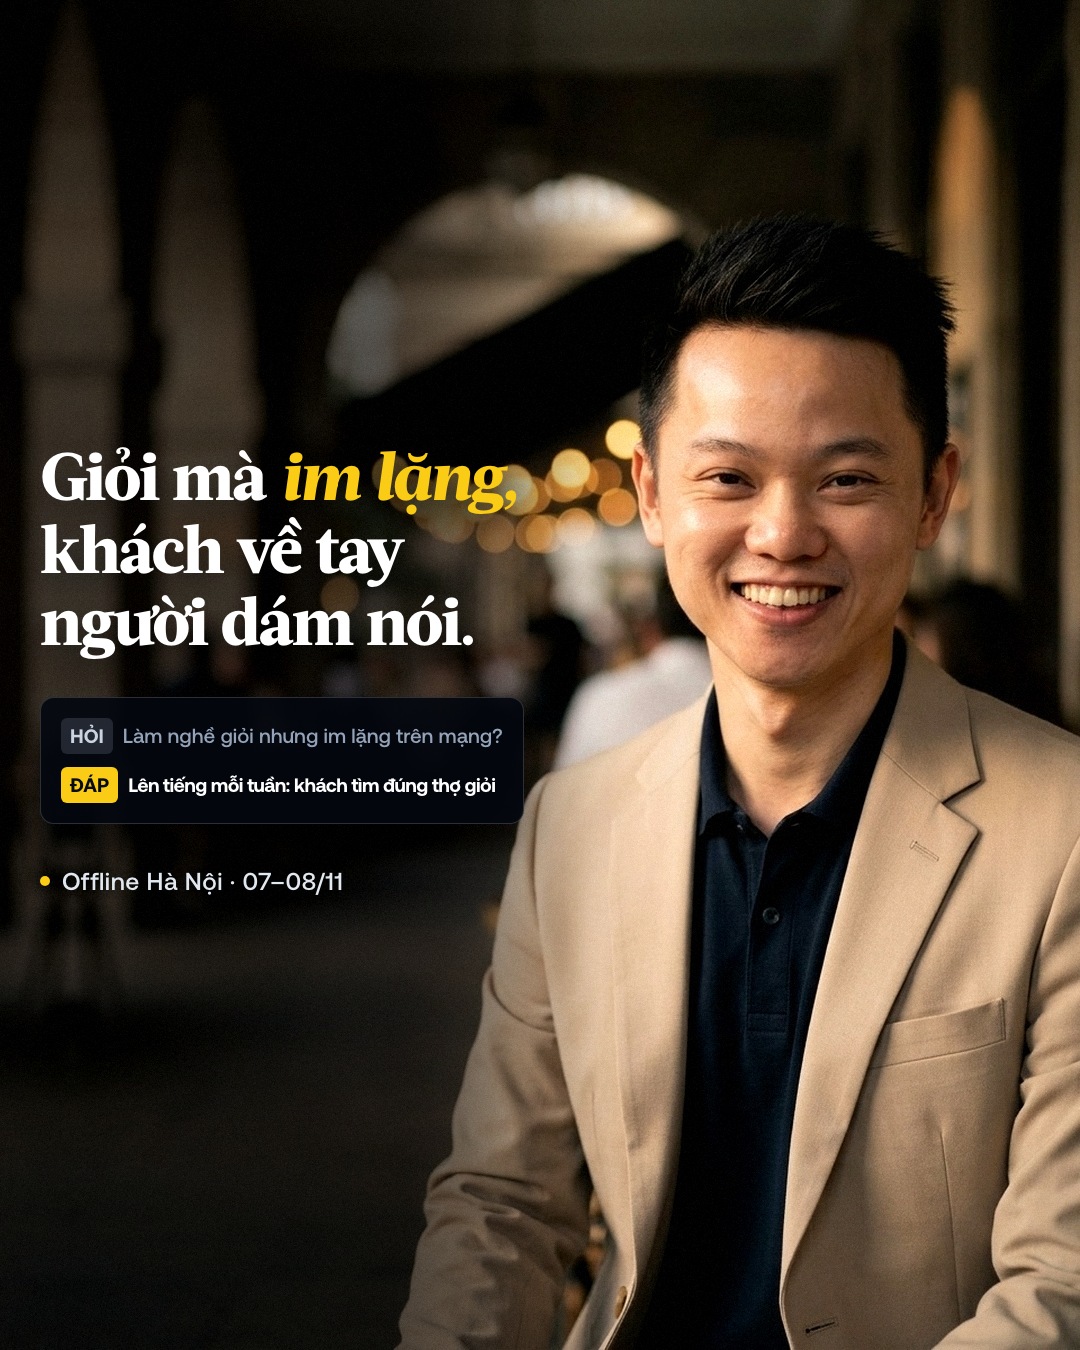 Giỏi mà im lặng,
khách về tay
người dám nói.
HỎI Làm nghề giỏi nhưng im lặng trên mạng?
ĐÁP Lên tiếng mỗi tuần: khách tìm đúng thợ giỏi
Offline Hà Nội · 07–08/11